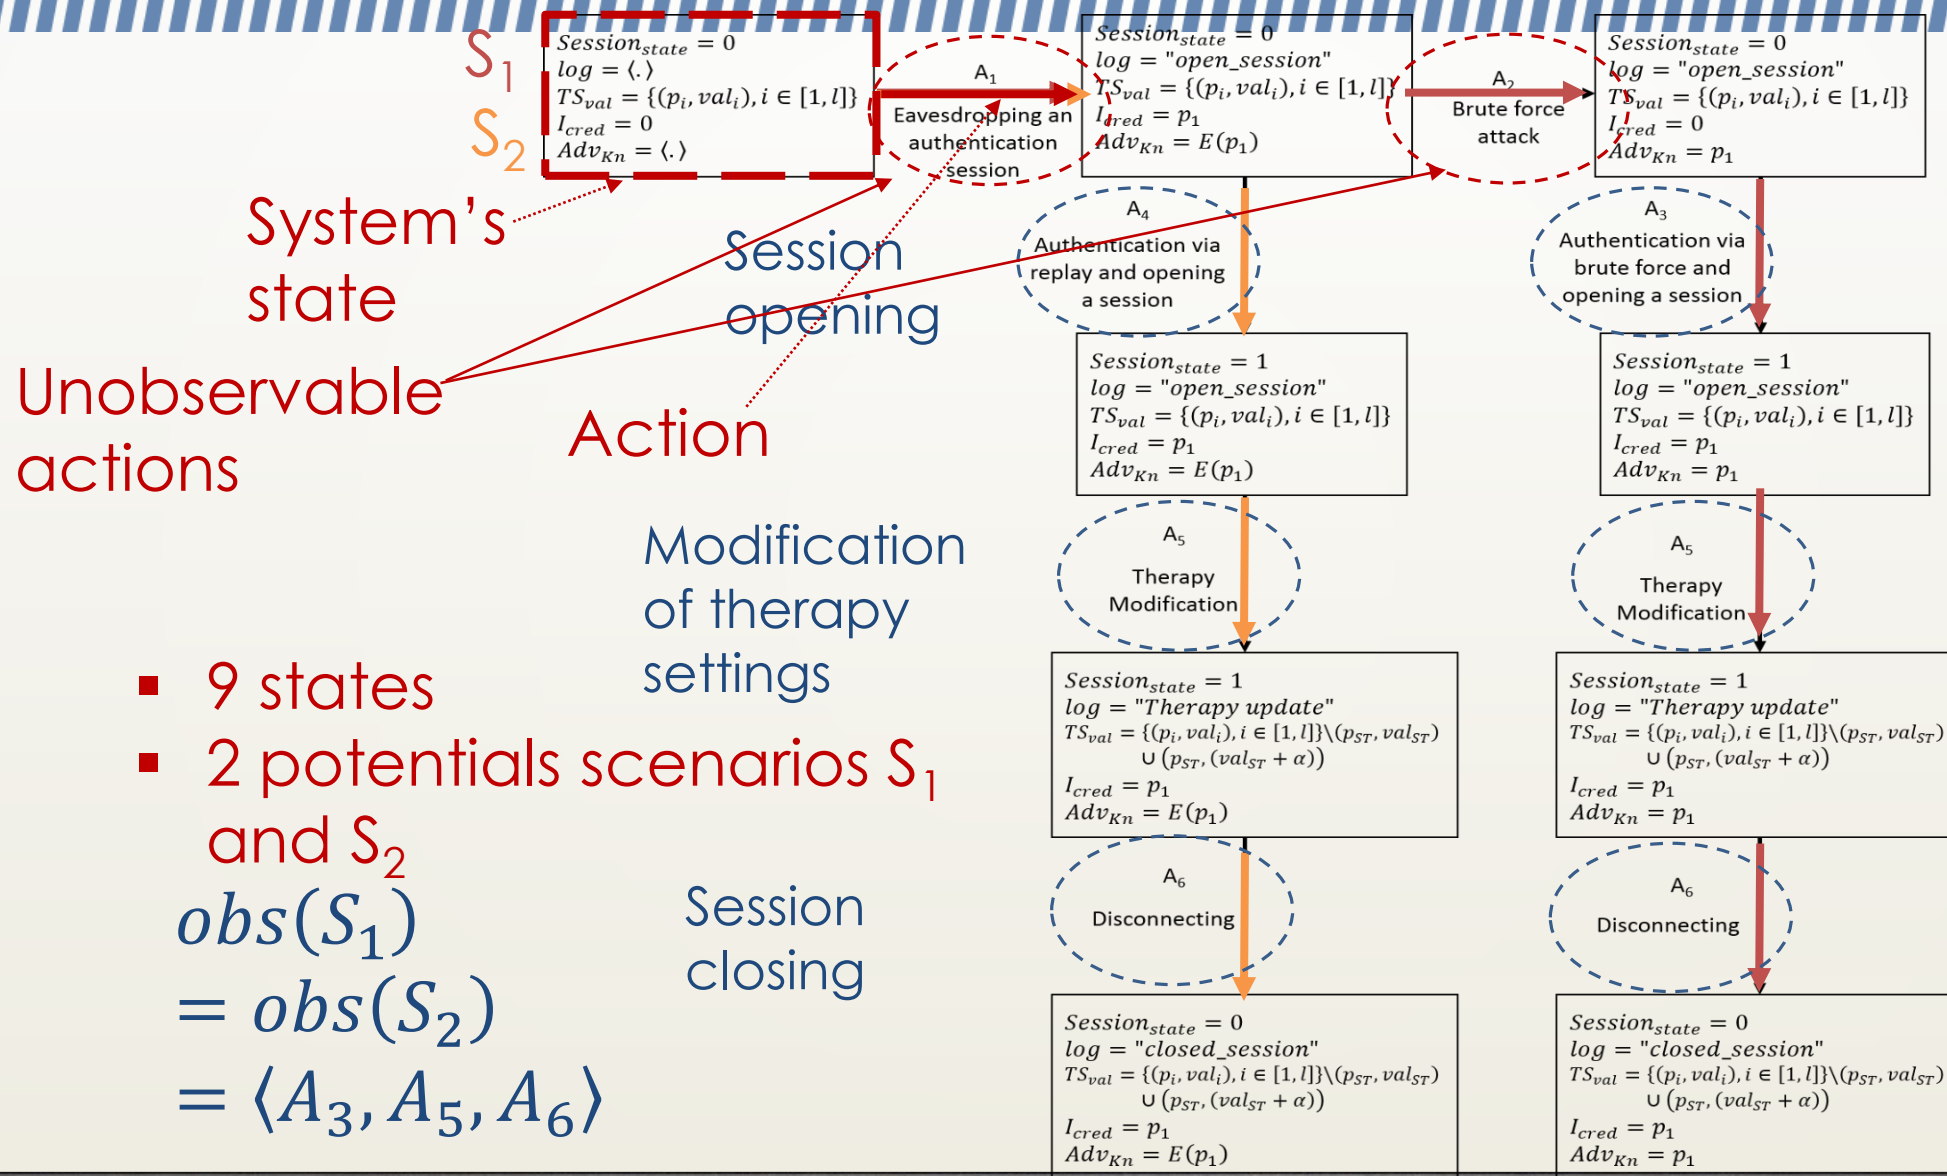 S₁
S₂
Session_state = 0
log = ⟨.⟩
TS_val = {(p_i, val_i), i ∈ [1, l]}
I_cred = 0
Adv_Kn = ⟨.⟩
A₁
Eavesdropping an
authentication
session
Session_state = 0
log = "open_session"
TS_val = {(p_i, val_i), i ∈ [1, l]}
I_cred = p₁
Adv_Kn = E(p₁)
A₂
Brute force
attack
Session_state = 0
log = "open_session"
TS_val = {(p_i, val_i), i ∈ [1, l]}
I_cred = 0
Adv_Kn = p₁
System's
state
Unobservable
actions
Action
Session
opening
A₄
Authentication via
replay and opening
a session
A₃
Authentication via
brute force and
opening a session
Session_state = 1
log = "open_session"
TS_val = {(p_i, val_i), i ∈ [1, l]}
I_cred = p₁
Adv_Kn = E(p₁)
Session_state = 1
log = "open_session"
TS_val = {(p_i, val_i), i ∈ [1, l]}
I_cred = p₁
Adv_Kn = p₁
Modification
of therapy
settings
A₅
Therapy
Modification
A₅
Therapy
Modification
▪ 9 states
▪ 2 potentials scenarios S₁
and S₂
obs(S₁)
= obs(S₂)
= ⟨A₃, A₅, A₆⟩
Session_state = 1
log = "Therapy update"
TS_val = {(p_i, val_i), i ∈ [1, l]}\(p_ST, val_ST)
∪ (p_ST, (val_ST + α))
I_cred = p₁
Adv_Kn = E(p₁)
Session_state = 1
log = "Therapy update"
TS_val = {(p_i, val_i), i ∈ [1, l]}\(p_ST, val_ST)
∪ (p_ST, (val_ST + α))
I_cred = p₁
Adv_Kn = p₁
Session
closing
A₆
Disconnecting
A₆
Disconnecting
Session_state = 0
log = "closed_session"
TS_val = {(p_i, val_i), i ∈ [1, l]}\(p_ST, val_ST)
∪ (p_ST, (val_ST + α))
I_cred = p₁
Adv_Kn = E(p₁)
Session_state = 0
log = "closed_session"
TS_val = {(p_i, val_i), i ∈ [1, l]}\(p_ST, val_ST)
∪ (p_ST, (val_ST + α))
I_cred = p₁
Adv_Kn = p₁